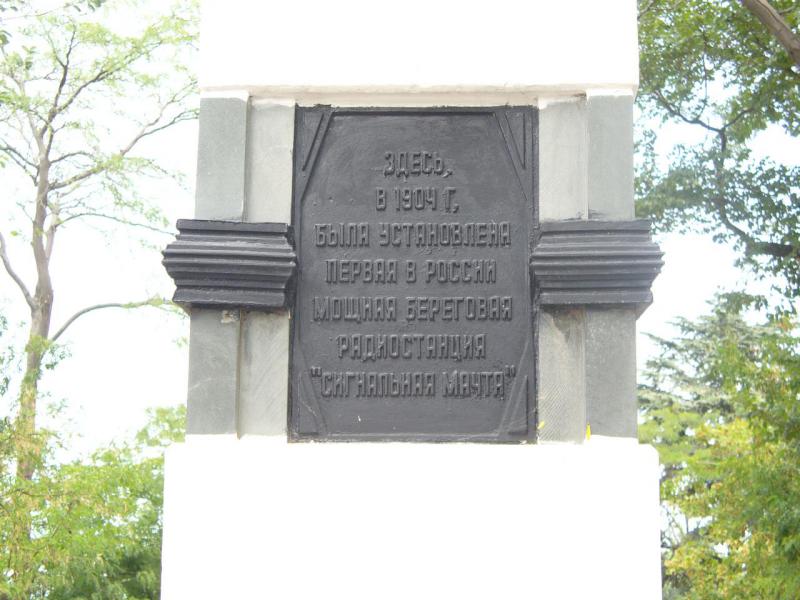 ЗДЕСЬ,
В 1904 Г,
БЫЛА УСТАНОВЛЕНА
ПЕРВАЯ В РОССИИ
МОЩНАЯ БЕРЕГОВАЯ
РАДИОСТАНЦИЯ
"СИГНАЛЬНАЯ МАЧТА"